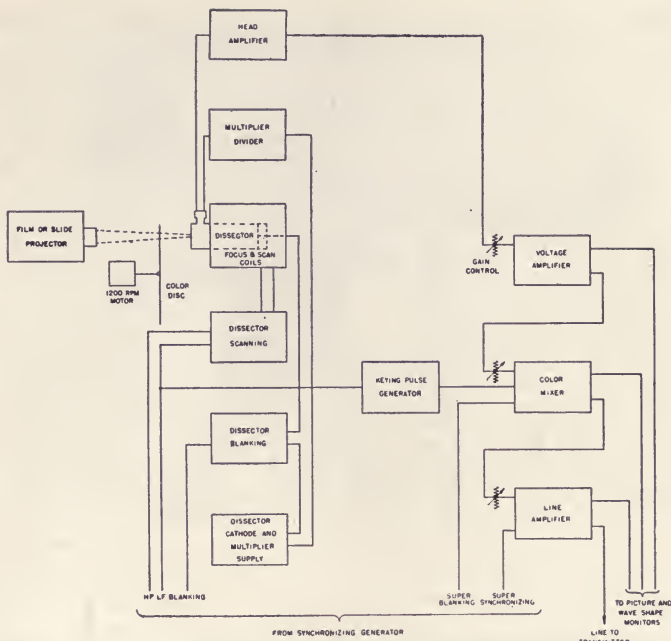 HEAD
AMPLIFIER
MULTIPLIER
DIVIDER
FILM OR SLIDE
PROJECTOR
DISSECTOR
FOCUS & SCAN
COILS
1200 RPM
MOTOR
COLOR
DISC
GAIN
CONTROL
VOLTAGE
AMPLIFIER
DISSECTOR
SCANNING
KEYING PULSE
GENERATOR
COLOR
MIXER
DISSECTOR
BLANKING
LINE
AMPLIFIER
DISSECTOR
CATHODE AND
MULTIPLIER
SUPPLY
HF LF BLANKING
SUPER SUPER
BLANKING SYNCHRONIZING
TO PICTURE AND
WAVE SHAPE
MONITORS
FROM SYNCHRONIZING GENERATOR
LINE TO